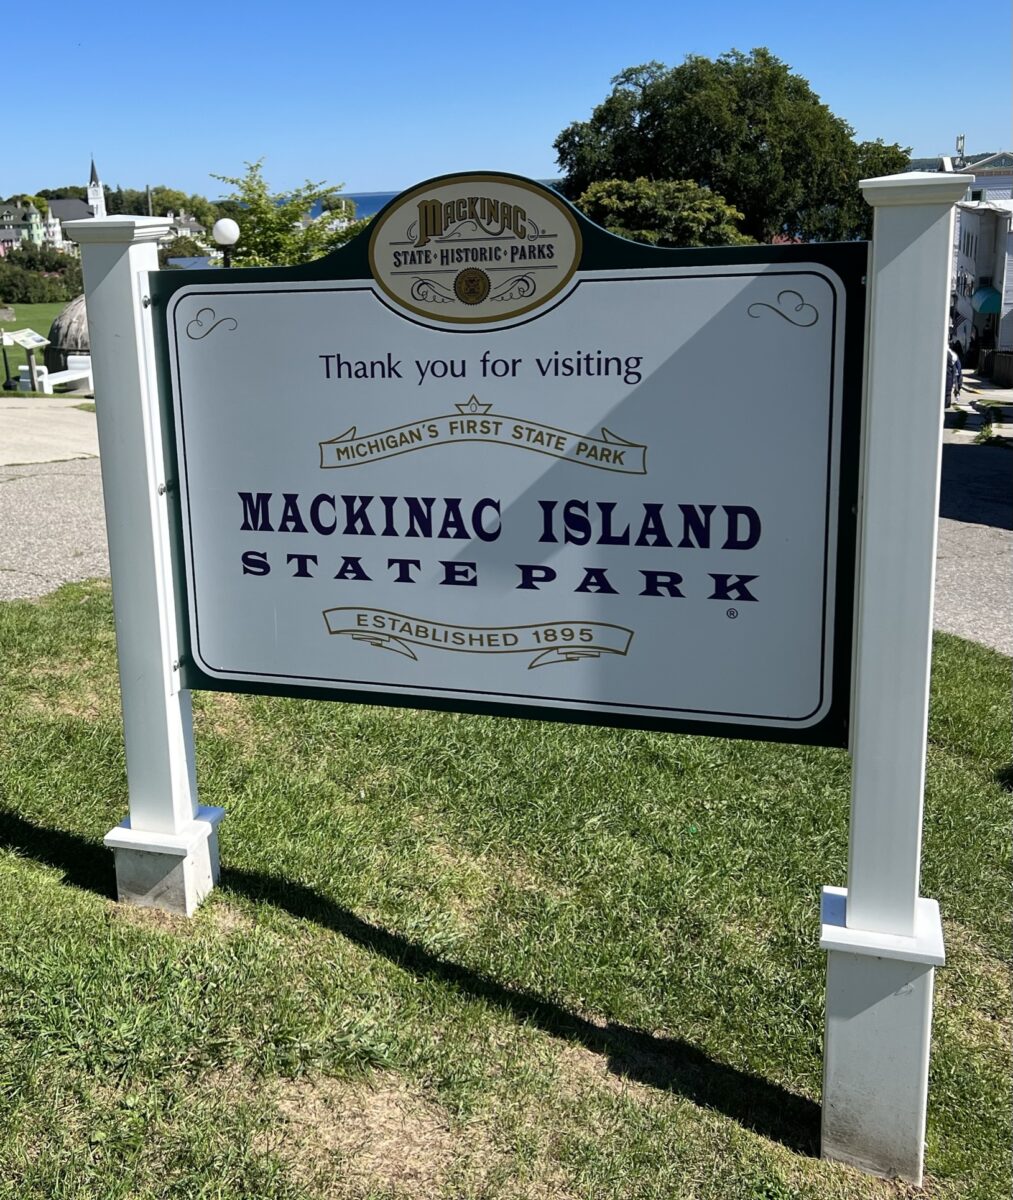 MACKINAC
STATE • HISTORIC • PARKS
Thank you for visiting
MICHIGAN'S FIRST STATE PARK
MACKINAC ISLAND
STATE PARK
®
ESTABLISHED 1895